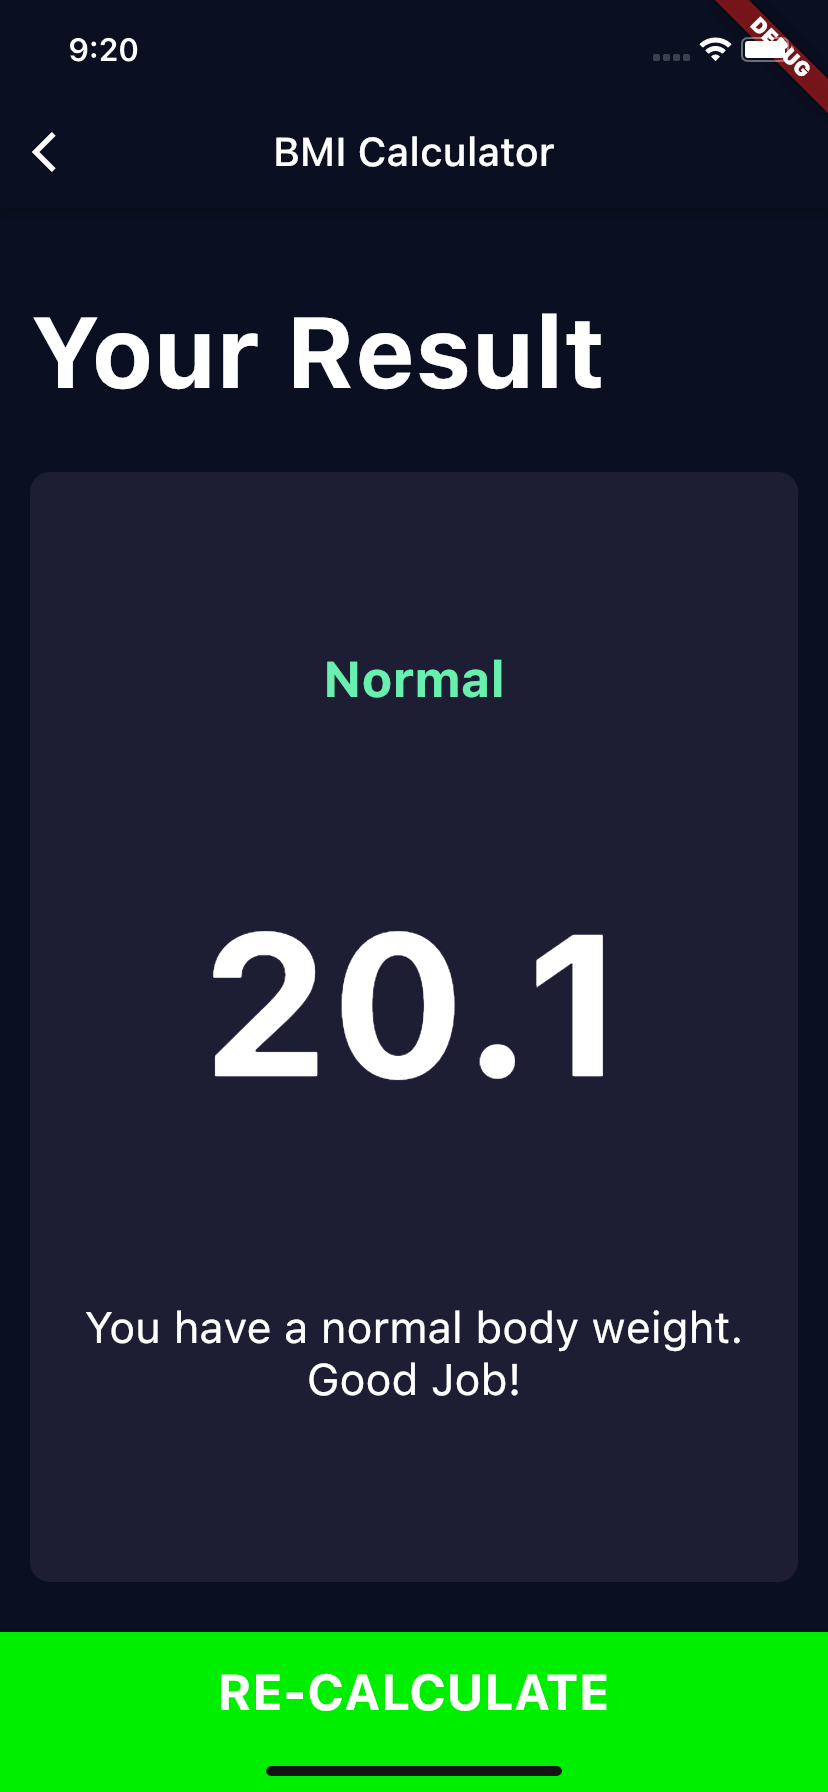 9:20
DEBUG
BMI Calculator
Your Result
Normal
20.1
You have a normal body weight.
Good Job!
RE-CALCULATE